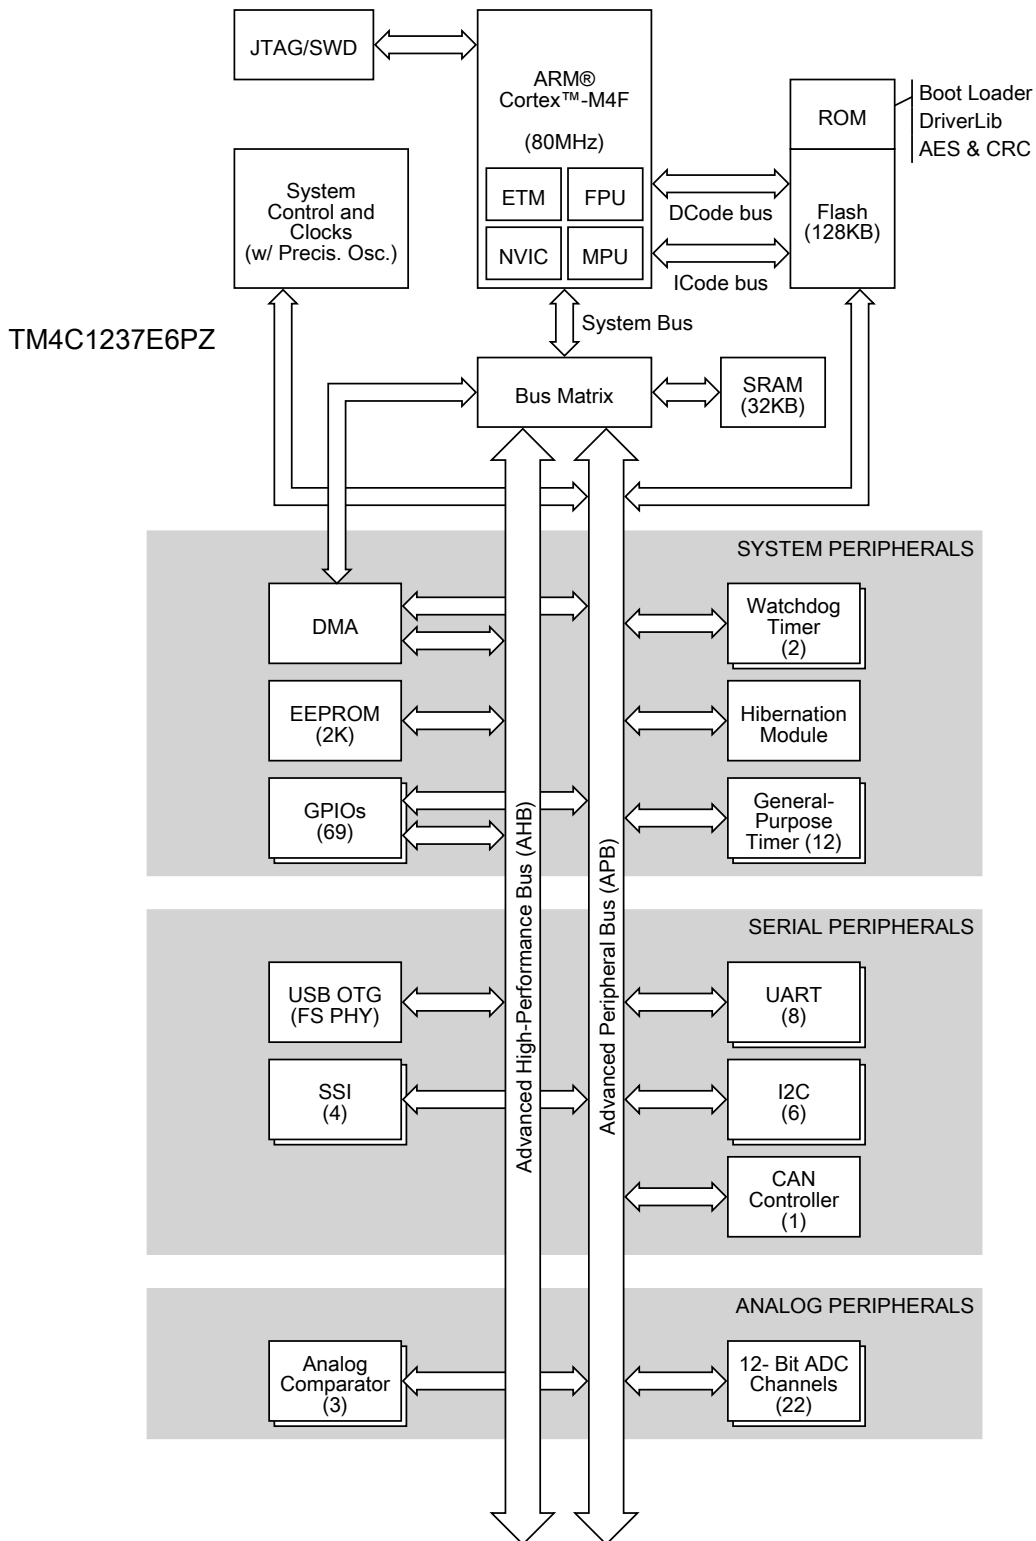 JTAG/SWD
ARM®
Cortex™-M4F
(80MHz)
ETM
FPU
NVIC
MPU
ROM
Boot Loader
DriverLib
AES & CRC
System
Control and
Clocks
(w/ Precis. Osc.)
DCode bus
Flash
(128KB)
ICode bus
System Bus
TM4C1237E6PZ
Bus Matrix
SRAM
(32KB)
SYSTEM PERIPHERALS
DMA
Watchdog
Timer
(2)
EEPROM
(2K)
Hibernation
Module
GPIOs
(69)
General-
Purpose
Timer (12)
Advanced High-Performance Bus (AHB)
Advanced Peripheral Bus (APB)
SERIAL PERIPHERALS
USB OTG
(FS PHY)
UART
(8)
SSI
(4)
I2C
(6)
CAN
Controller
(1)
ANALOG PERIPHERALS
Analog
Comparator
(3)
12- Bit ADC
Channels
(22)